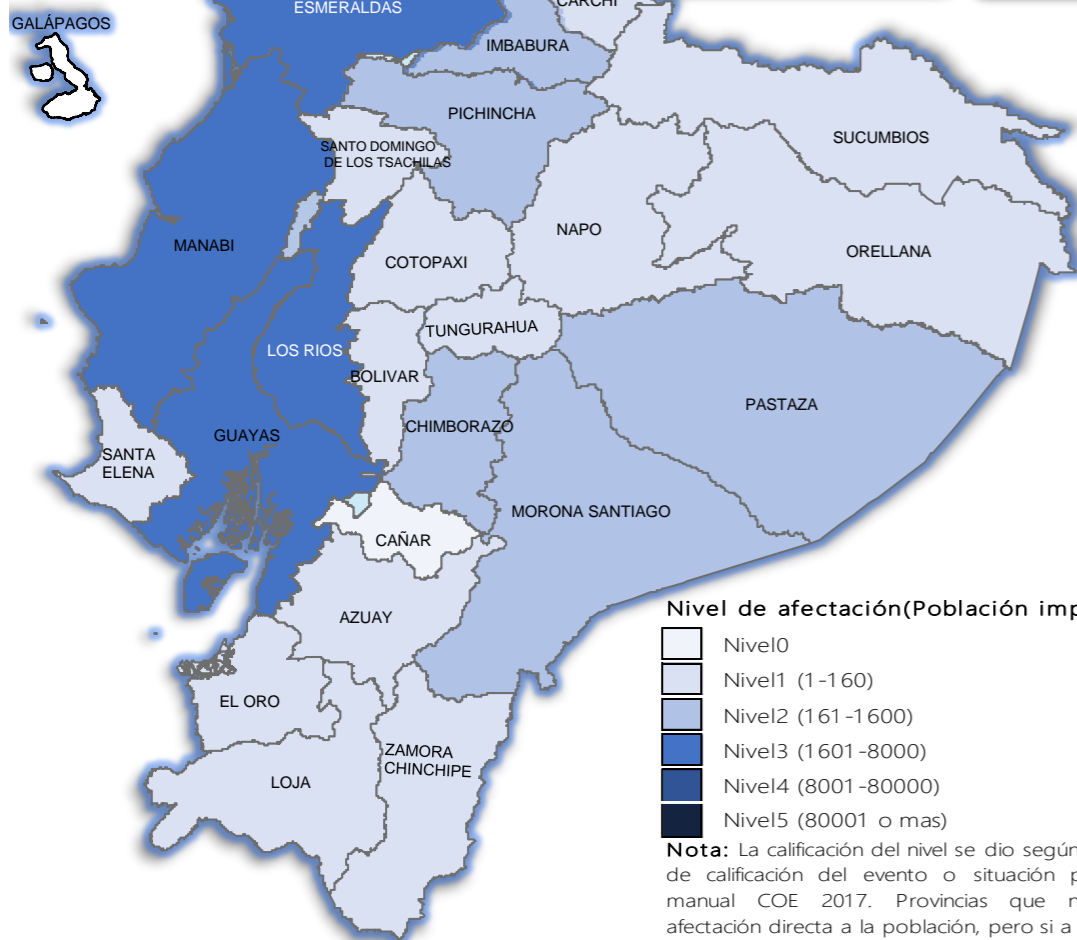 ESMERALDAS
CARCHI
GALÁPAGOS
IMBABURA
PICHINCHA
SUCUMBIOS
SANTO DOMINGO
DE LOS TSACHILAS
NAPO
MANABI
ORELLANA
COTOPAXI
TUNGURAHUA
LOS RIOS
BOLIVAR
PASTAZA
CHIMBORAZO
GUAYAS
SANTA
ELENA
MORONA SANTIAGO
CAÑAR
AZUAY
EL ORO
ZAMORA
CHINCHIPE
LOJA
Nivel de afectación(Población imp
Nivel0
Nivel1 (1-160)
Nivel2 (161-1600)
Nivel3 (1601-8000)
Nivel4 (8001-80000)
Nivel5 (80001 o mas)
Nota: La calificación del nivel se dio según
de calificación del evento o situación p
manual COE 2017. Provincias que n
afectación directa a la población, pero si a